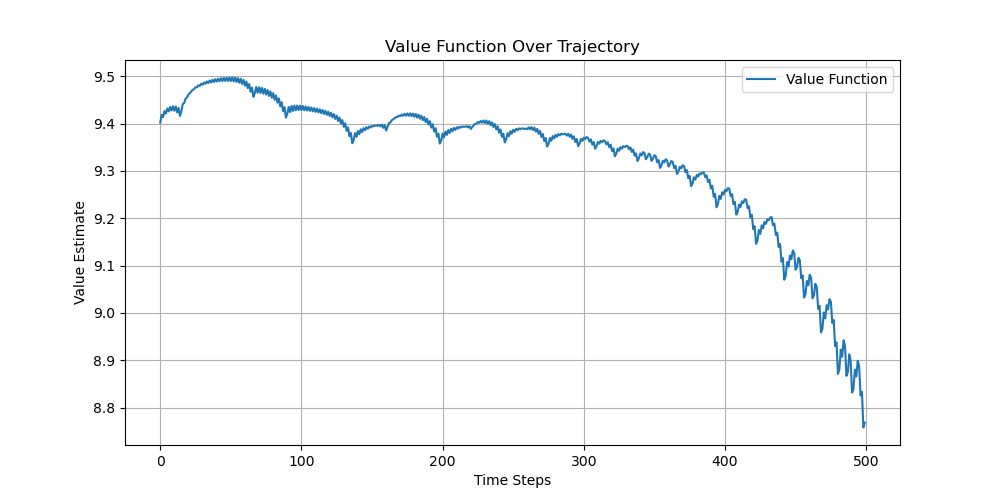 Value Function Over Trajectory
Value Function
Value Estimate
9.5
9.4
9.3
9.2
9.1
9.0
8.9
8.8
0 100 200 300 400 500
Time Steps